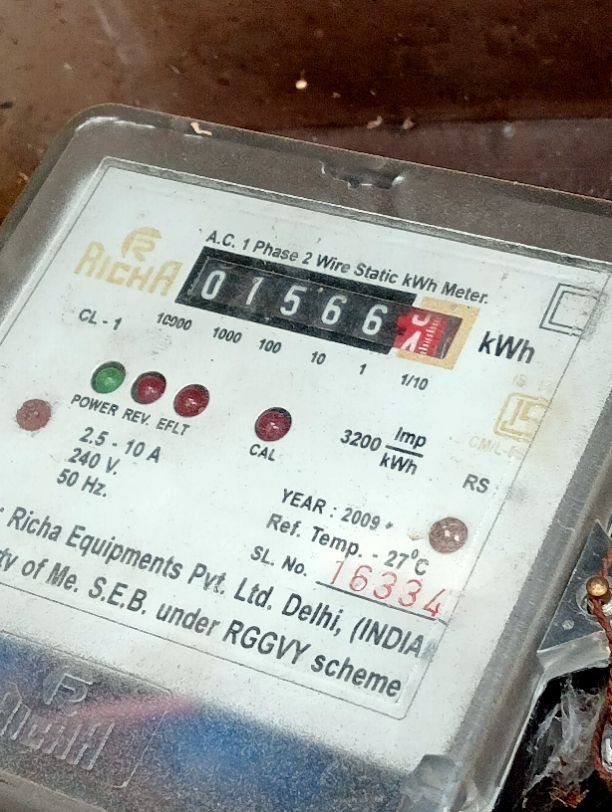 A.C. 1 Phase 2 Wire Static kWh Meter.
RICHA
01566
kWh
CL - 1
10000 1000 100 10 1 1/10
POWER REV. EFLT
CAL
3200 Imp/kWh
2.5 - 10 A
240 V.
50 Hz.
RS
YEAR : 2009
Ref. Temp. - 27°C
SL. No. 16334
Richa Equipments Pvt. Ltd. Delhi, (INDIA
of Me. S.E.B. under RGGVY scheme
RICHA